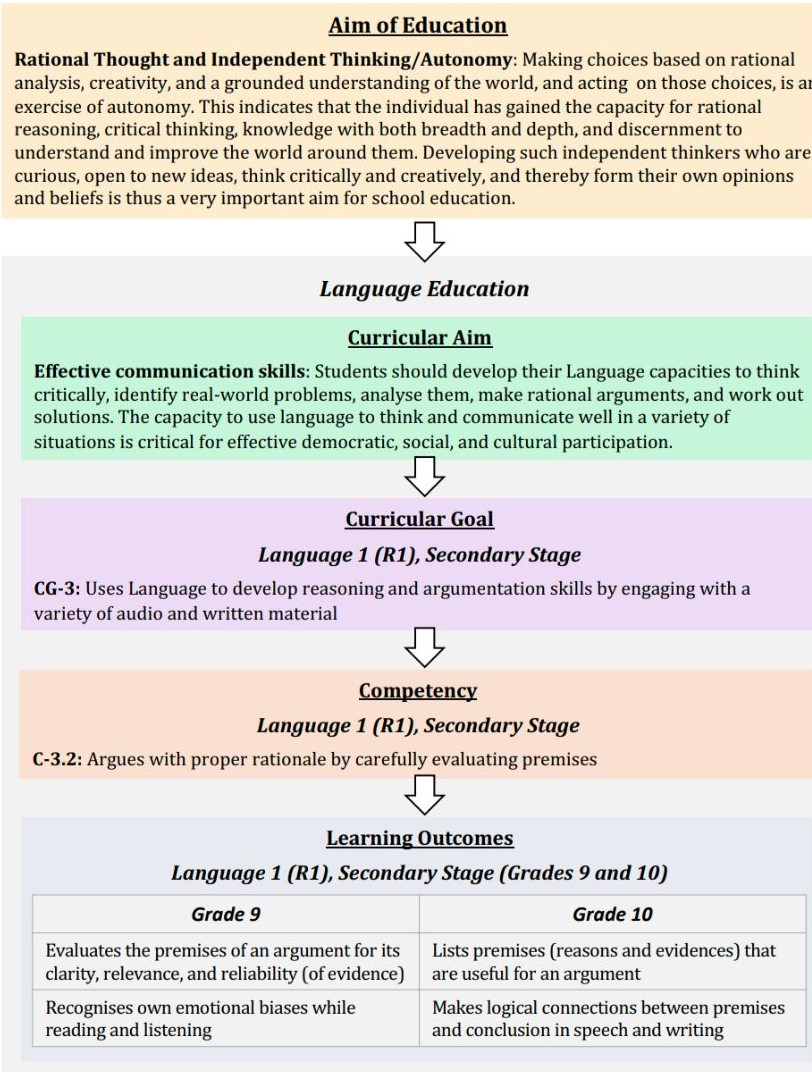 Aim of Education
Rational Thought and Independent Thinking/Autonomy: Making choices based on rational
analysis, creativity, and a grounded understanding of the world, and acting on those choices, is an
exercise of autonomy. This indicates that the individual has gained the capacity for rational
reasoning, critical thinking, knowledge with both breadth and depth, and discernment to
understand and improve the world around them. Developing such independent thinkers who are
curious, open to new ideas, think critically and creatively, and thereby form their own opinions
and beliefs is thus a very important aim for school education.
Language Education
Curricular Aim
Effective communication skills: Students should develop their Language capacities to think
critically, identify real-world problems, analyse them, make rational arguments, and work out
solutions. The capacity to use language to think and communicate well in a variety of
situations is critical for effective democratic, social, and cultural participation.
Curricular Goal
Language 1 (R1), Secondary Stage
CG-3: Uses Language to develop reasoning and argumentation skills by engaging with a
variety of audio and written material
Competency
Language 1 (R1), Secondary Stage
C-3.2: Argues with proper rationale by carefully evaluating premises
Learning Outcomes
Language 1 (R1), Secondary Stage (Grades 9 and 10)
Grade 9
Evaluates the premises of an argument for its
clarity, relevance, and reliability (of evidence)
Recognises own emotional biases while
reading and listening
Grade 10
Lists premises (reasons and evidences) that
are useful for an argument
Makes logical connections between premises
and conclusion in speech and writing